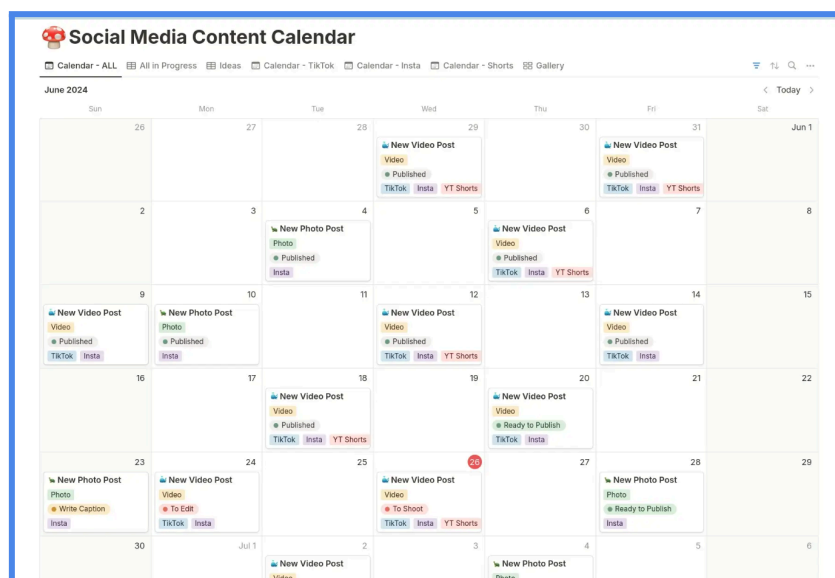 Social Media Content Calendar
Calendar - ALL All in Progress Ideas Calendar - TikTok Calendar - Insta Calendar - Shorts Gallery
June 2024 Today
Sun Mon Tue Wed Thu Fri Sat
26 27 28 29 30 31 Jun 1
New Video Post New Video Post
Video Video
Published Published
TikTok Insta YT Shorts TikTok Insta YT Shorts
2 3 4 5 6 7 8
New Photo Post New Video Post
Photo Video
Published Published
Insta TikTok Insta YT Shorts
9 10 11 12 13 14 15
New Video Post New Photo Post New Video Post New Video Post
Video Photo Video Video
Published Published Published Published
TikTok Insta Insta TikTok Insta YT Shorts TikTok Insta
16 17 18 19 20 21 22
New Video Post New Video Post
Video Video
Published Ready to Publish
TikTok Insta YT Shorts TikTok Insta
23 24 25 26 27 28 29
New Photo Post New Video Post New Video Post New Photo Post
Photo Video Video Photo
Write Caption To Edit To Shoot Ready to Publish
Insta TikTok Insta TikTok Insta YT Shorts Insta
30 Jul 1 2 3 4 5 6
New Video Post New Photo Post
Video Photo